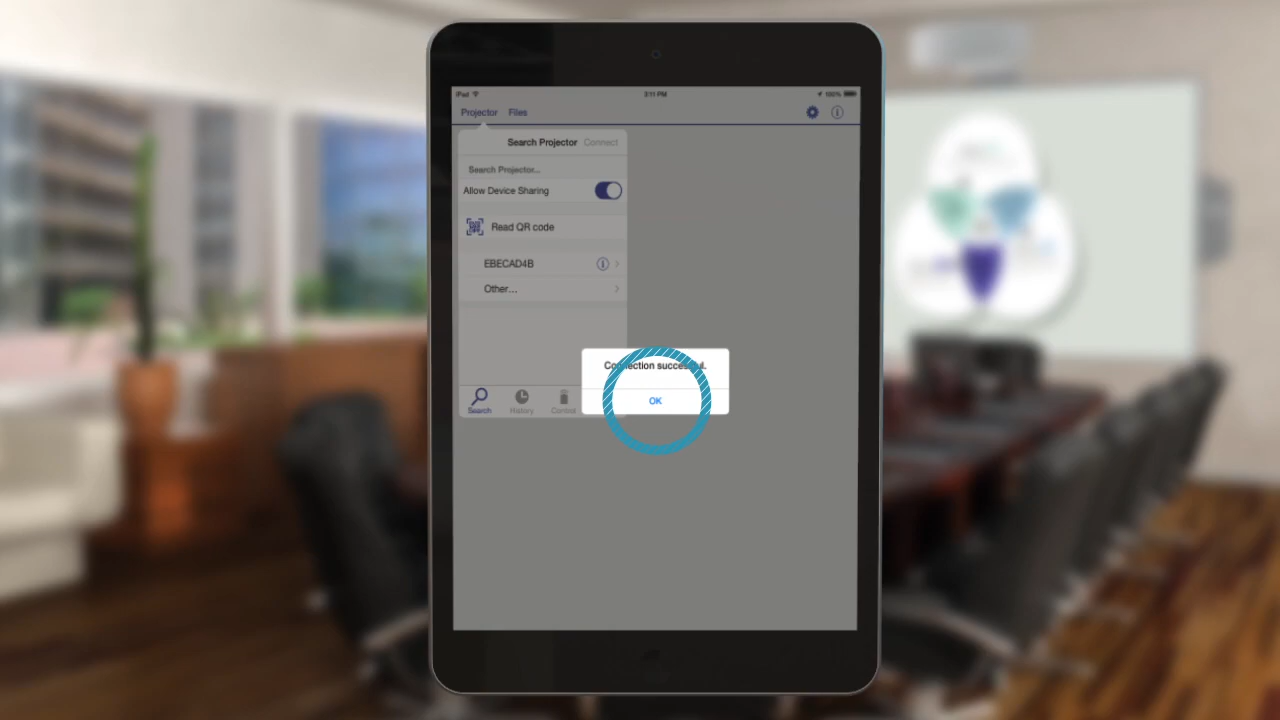 iPad 2:11 PM 100%
Projector Files
Search Projector Connect
Search Projector...
Allow Device Sharing
Read QR code
EBECAD4B
Other...
Connection successful.
OK
Search History Control